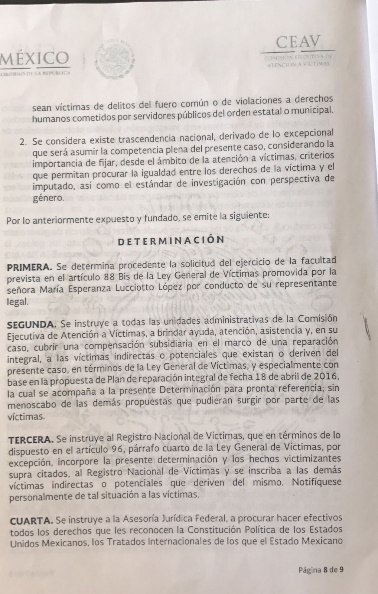 MÉXICO
GOBIERNO DE LA REPÚBLICA
CEAV
COMISIÓN EJECUTIVA DE
ATENCIÓN A VÍCTIMAS
sean víctimas de delitos del fuero común o de violaciones a derechos
humanos cometidos por servidores públicos del orden estatal o municipal.
2. Se considera existe trascendencia nacional, derivado de lo excepcional
que será asumir la competencia plena del presente caso, considerando la
importancia de fijar, desde el ámbito de la atención a víctimas, criterios
que permitan procurar la igualdad entre los derechos de la víctima y el
imputado, así como el estándar de investigación con perspectiva de
género.
Por lo anteriormente expuesto y fundado, se emite la siguiente:
DETERMINACIÓN
PRIMERA. Se determina procedente la solicitud del ejercicio de la facultad
prevista en el artículo 88 Bis de la Ley General de Víctimas promovida por la
señora María Esperanza Lucciotto López por conducto de su representante
legal.
SEGUNDA. Se instruye a todas las unidades administrativas de la Comisión
Ejecutiva de Atención a Víctimas, a brindar ayuda, atención, asistencia y, en su
caso, cubrir una compensación subsidiaria en el marco de una reparación
integral, a las víctimas indirectas o potenciales que existan o deriven del
presente caso, en términos de la Ley General de Víctimas, y especialmente con
base en la propuesta de Plan de reparación integral de fecha 18 de abril de 2016,
la cual se acompaña a la presente Determinación para pronta referencia; sin
menoscabo de las demás propuestas que pudieran surgir por parte de las
víctimas.
TERCERA. Se instruye al Registro Nacional de Víctimas, que en términos de lo
dispuesto en el artículo 96, párrafo cuarto de la Ley General de Víctimas, por
excepción, incorpore la presente determinación y los hechos victimizantes
supra citados, al Registro Nacional de Víctimas y se inscriba a las demás
víctimas indirectas o potenciales que deriven del mismo. Notifíquese
personalmente de tal situación a las víctimas.
CUARTA. Se instruye a la Asesoría Jurídica Federal, a procurar hacer efectivos
todos los derechos que les reconocen la Constitución Política de los Estados
Unidos Mexicanos, los Tratados Internacionales de los que el Estado Mexicano
Página 8 de 9